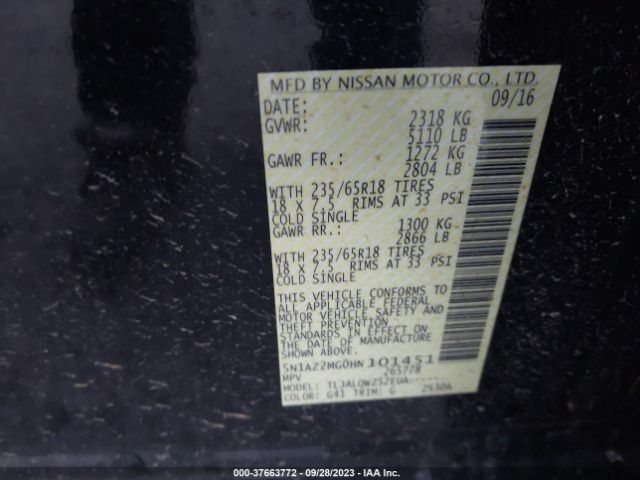 MFD BY NISSAN MOTOR CO., LTD.
DATE: 09/16
GVWR: 2318 KG
5110 LB
GAWR FR.: 1272 KG
2804 LB
WITH 235/65R18 TIRES
18 X 7.5 RIMS AT 33 PSI
COLD SINGLE
GAWR RR.: 1300 KG
2866 LB
WITH 235/65R18 TIRES
18 X 7.5 RIMS AT 33 PSI
COLD SINGLE
THIS VEHICLE CONFORMS TO
ALL APPLICABLE FEDERAL
MOTOR VEHICLE SAFETY AND
THEFT PREVENTION
STANDARDS IN EFFECT ON THE
DATE OF MANUFACTURE
SHOWN ABOVE.
5N1AZ2MG0HN101451
MPV 265778
MODEL:
COLOR: G41 TRIM: G 2S30A
000-37663772 - 09/28/2023 - IAA Inc.